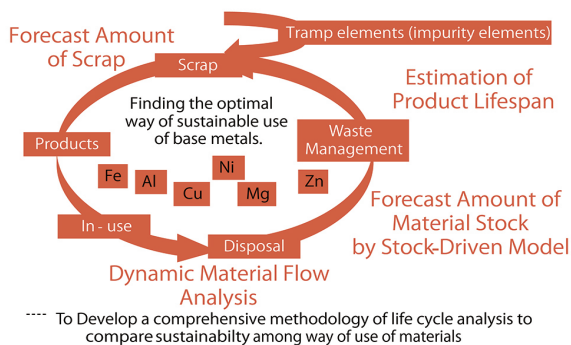 Forecast Amount
of Scrap
Tramp elements (impurity elements)
Scrap
Estimation of
Product Lifespan
Finding the optimal
way of sustainable use
of base metals.
Products
Waste
Management
Fe
Al
Cu
Ni
Mg
Zn
Forecast Amount of
Material Stock
by Stock-Driven Model
In - use
Disposal
Dynamic Material Flow
Analysis
---- To Develop a comprehensive methodology of life cycle analysis to
compare sustainabilty among way of use of materials